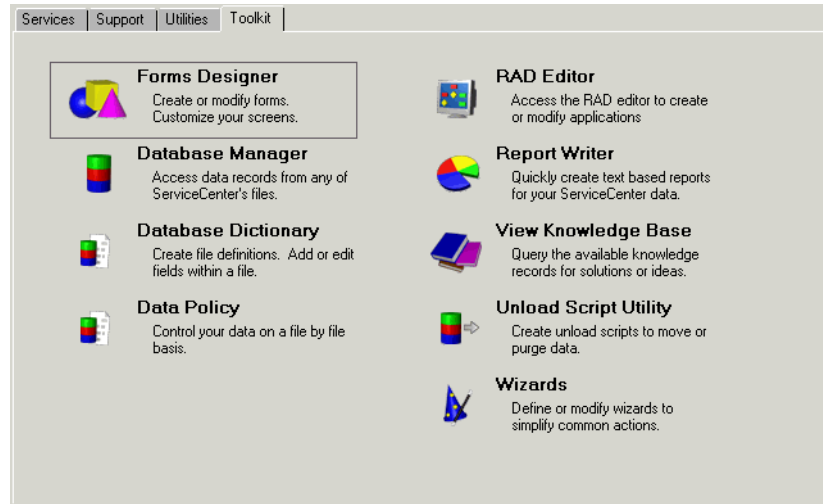 Services
Support
Utilities
Toolkit
Forms Designer
Create or modify forms.
Customize your screens.
Database Manager
Access data records from any of
ServiceCenter's files.
Database Dictionary
Create file definitions.  Add or edit
fields within a file.
Data Policy
Control your data on a file by file
basis.
RAD Editor
Access the RAD editor to create
or modify applications
Report Writer
Quickly create text based reports
for your ServiceCenter data.
View Knowledge Base
Query the available knowledge
records for solutions or ideas.
Unload Script Utility
Create unload scripts to move or
purge data.
Wizards
Define or modify wizards to
simplify common actions.